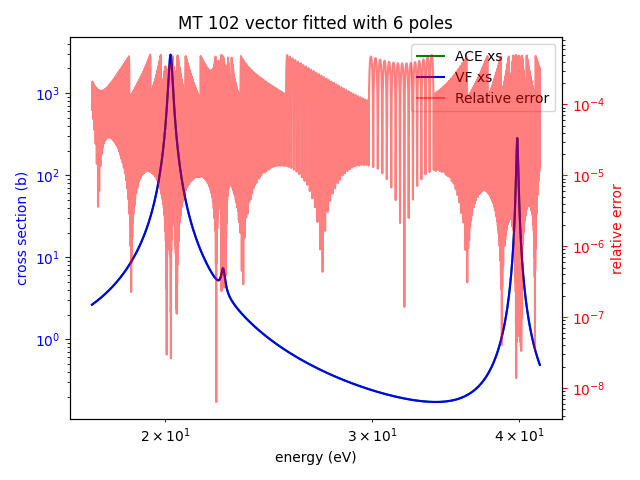 MT 102 vector fitted with 6 poles
ACE xs
VF xs
Relative error
10³
10²
10¹
10⁰
cross section (b)
10⁻⁴
10⁻⁵
10⁻⁶
10⁻⁷
10⁻⁸
relative error
2 × 10¹
3 × 10¹
4 × 10¹
energy (eV)